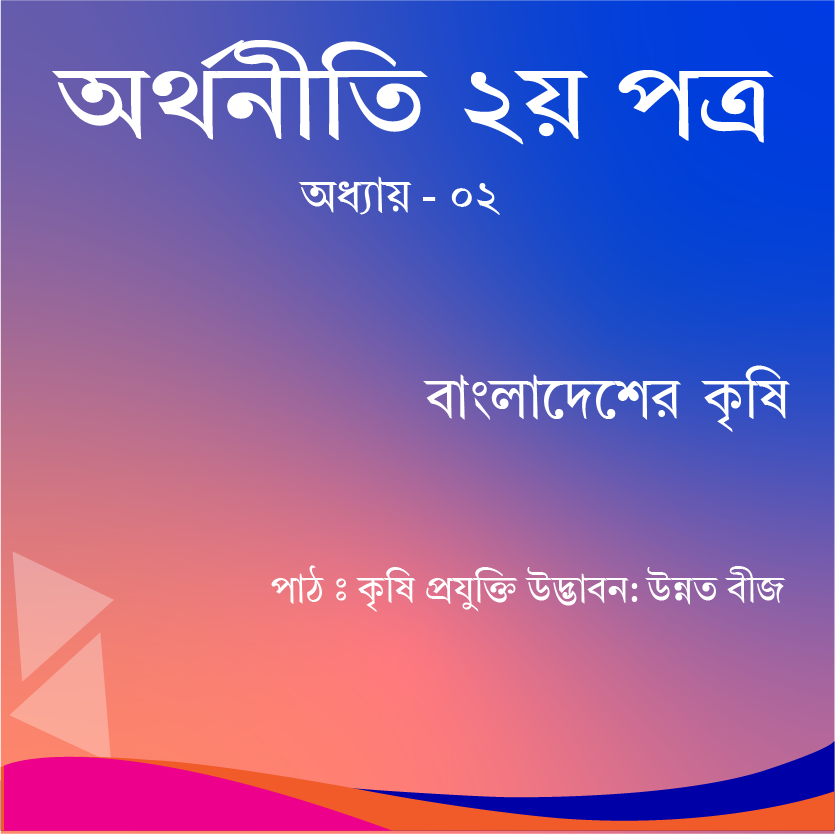 অর্থনীতি ২য় পত্র
অধ্যায় - ০২
বাংলাদেশের কৃষি
পাঠ ঃ কৃষি প্রযুক্তি উদ্ভাবন: উন্নত বীজ